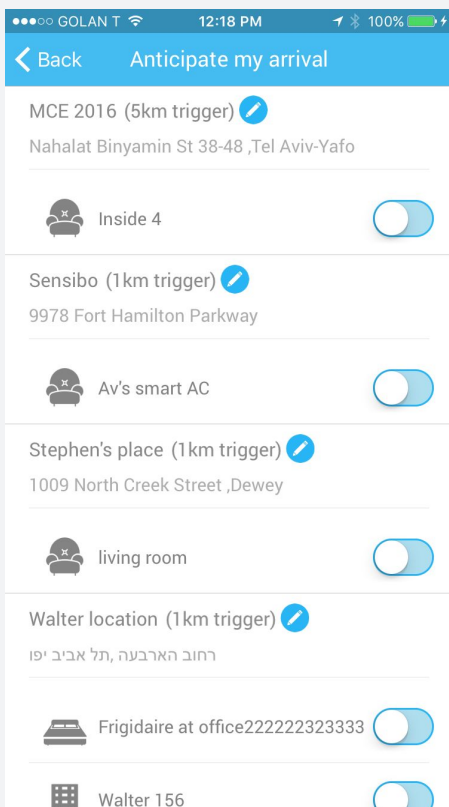 GOLAN T 12:18 PM 100%
Back Anticipate my arrival
MCE 2016 (5km trigger)
Nahalat Binyamin St 38-48 ,Tel Aviv-Yafo
Inside 4
Sensibo (1km trigger)
9978 Fort Hamilton Parkway
Av's smart AC
Stephen's place (1km trigger)
1009 North Creek Street ,Dewey
living room
Walter location (1km trigger)
רחוב הארבעה ,תל אביב יפו
Frigidaire at office222222323333
Walter 156